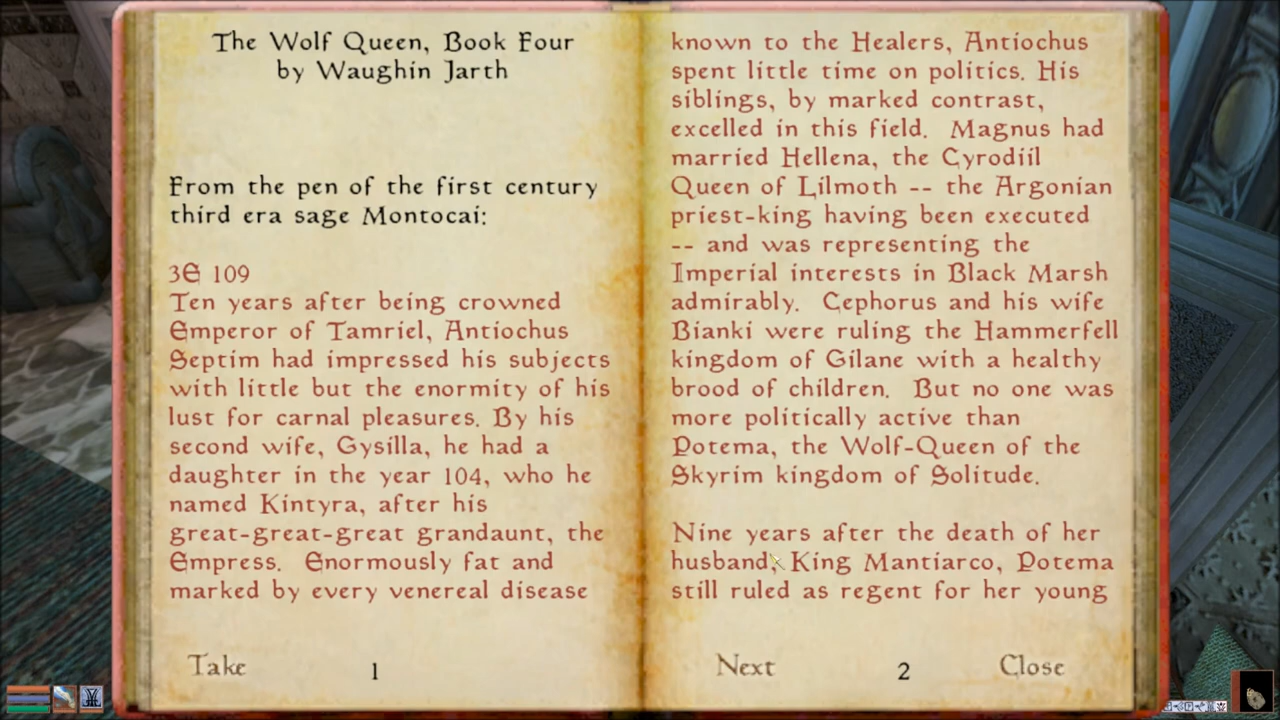 The Wolf Queen, Book Four
by Waughin Jarth
From the pen of the first century
third era sage Montocai:
3E 109
Ten years after being crowned
Emperor of Tamriel, Antiochus
Septim had impressed his subjects
with little but the enormity of his
lust for carnal pleasures. By his
second wife, Gysilla, he had a
daughter in the year 104, who he
named Kintyra, after his
great-great-great grandaunt, the
Empress.  Enormously fat and
marked by every venereal disease
Take
1
known to the Healers, Antiochus
spent little time on politics. His
siblings, by marked contrast,
excelled in this field.  Magnus had
married Hellena, the Cyrodiil
Queen of Lilmoth -- the Argonian
priest-king having been executed
-- and was representing the
Imperial interests in Black Marsh
admirably.  Cephorus and his wife
Bianki were ruling the Hammerfell
kingdom of Gilane with a healthy
brood of children.  But no one was
more politically active than
Potema, the Wolf-Queen of the
Skyrim kingdom of Solitude.
Nine years after the death of her
husband, King Mantiarco, Potema
still ruled as regent for her young
Next
2
Close